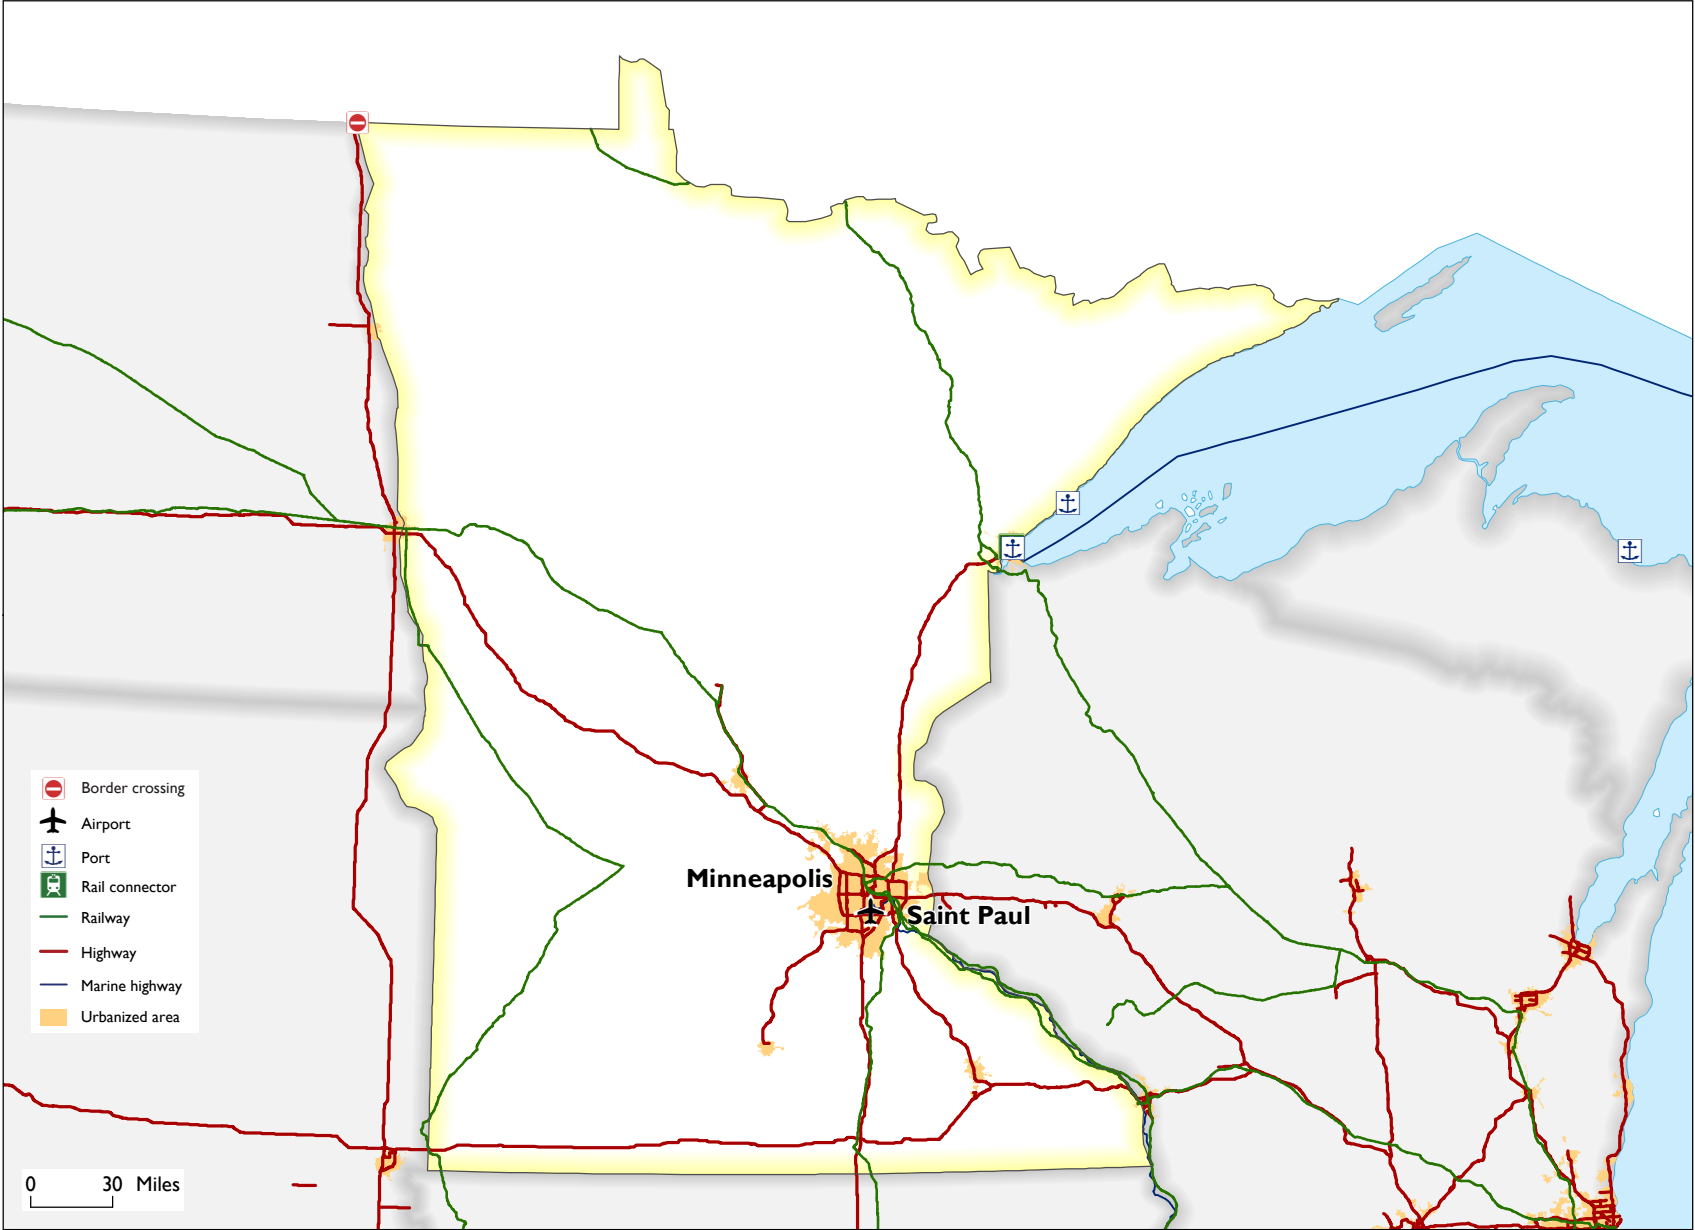 Minneapolis
Saint Paul
Border crossing
Airport
Port
Rail connector
Railway
Highway
Marine highway
Urbanized area
0 30 Miles